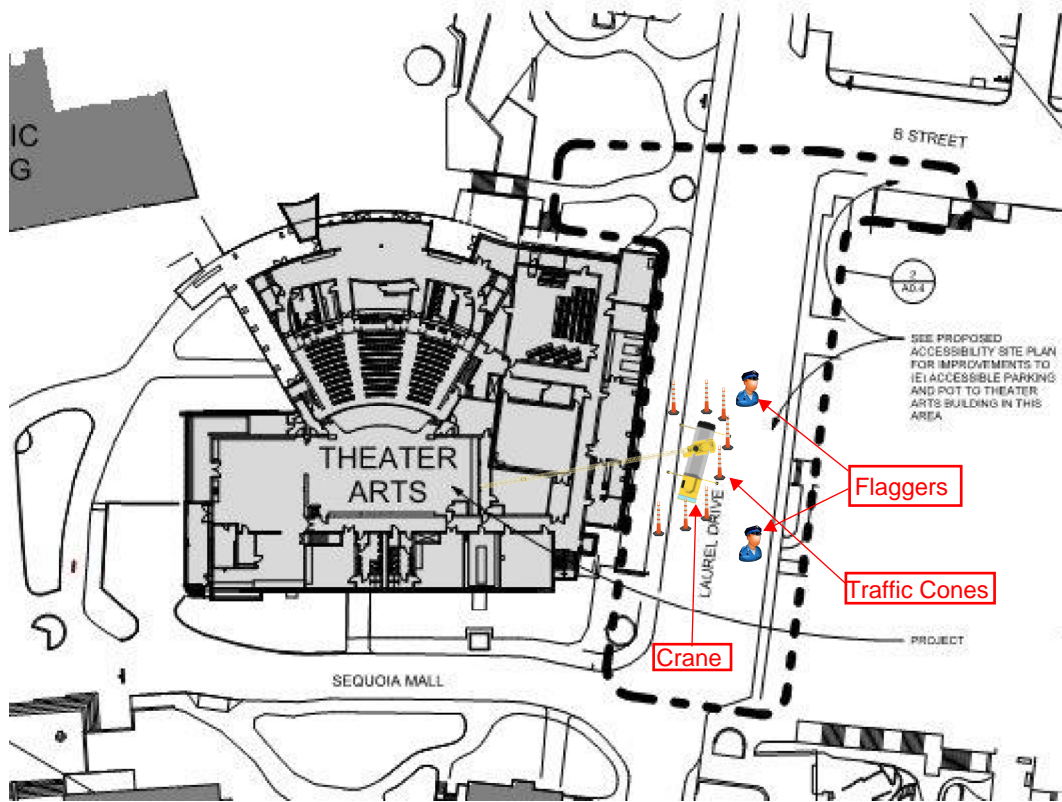 IC
G
B STREET
2
A0.4
SEE PROPOSED
ACCESSIBILITY SITE PLAN
FOR IMPROVEMENTS TO
(E) ACCESSIBLE PARKING
AND POT TO THEATER
ARTS BUILDING IN THIS
AREA
THEATER
ARTS
Flaggers
LAUREL DRIVE
Traffic Cones
PROJECT
Crane
SEQUOIA MALL